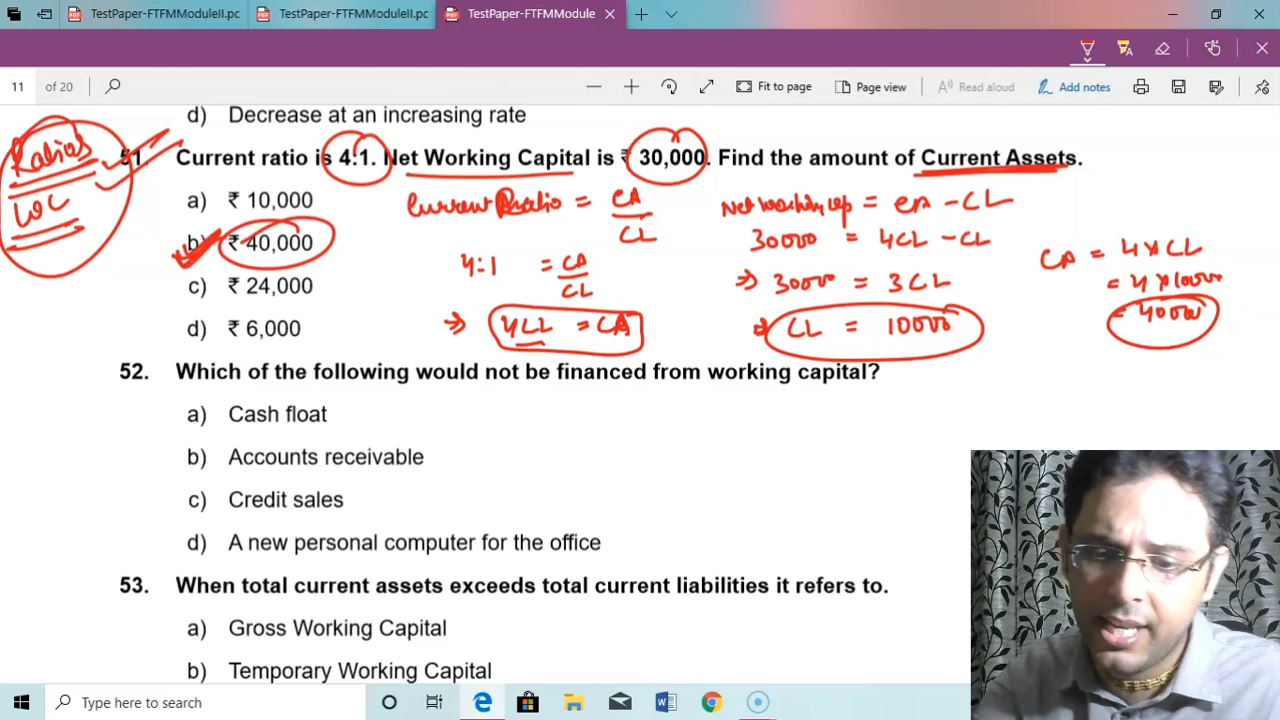 TestPaper-FTFMModuleII.pc TestPaper-FTFMModuleII.pc TestPaper-FTFMModule
11 of 20 Fit to page Page view Read aloud Add notes
d) Decrease at an increasing rate
Ratios
WC
51. Current ratio is 4:1. Net Working Capital is ₹ 30,000. Find the amount of Current Assets.
a) ₹ 10,000
b) ₹ 40,000
c) ₹ 24,000
d) ₹ 6,000
Current Ratio = CA
CL
4:1 = CA
CL
⇒ 4CL = CA
Net working cap = CA - CL
30000 = 4CL - CL
⇒ 30000 = 3CL
⇒ CL = 10000
CA = 4 x CL
= 4 x 10000
= 40000
52. Which of the following would not be financed from working capital?
a) Cash float
b) Accounts receivable
c) Credit sales
d) A new personal computer for the office
53. When total current assets exceeds total current liabilities it refers to.
a) Gross Working Capital
b) Temporary Working Capital
Type here to search